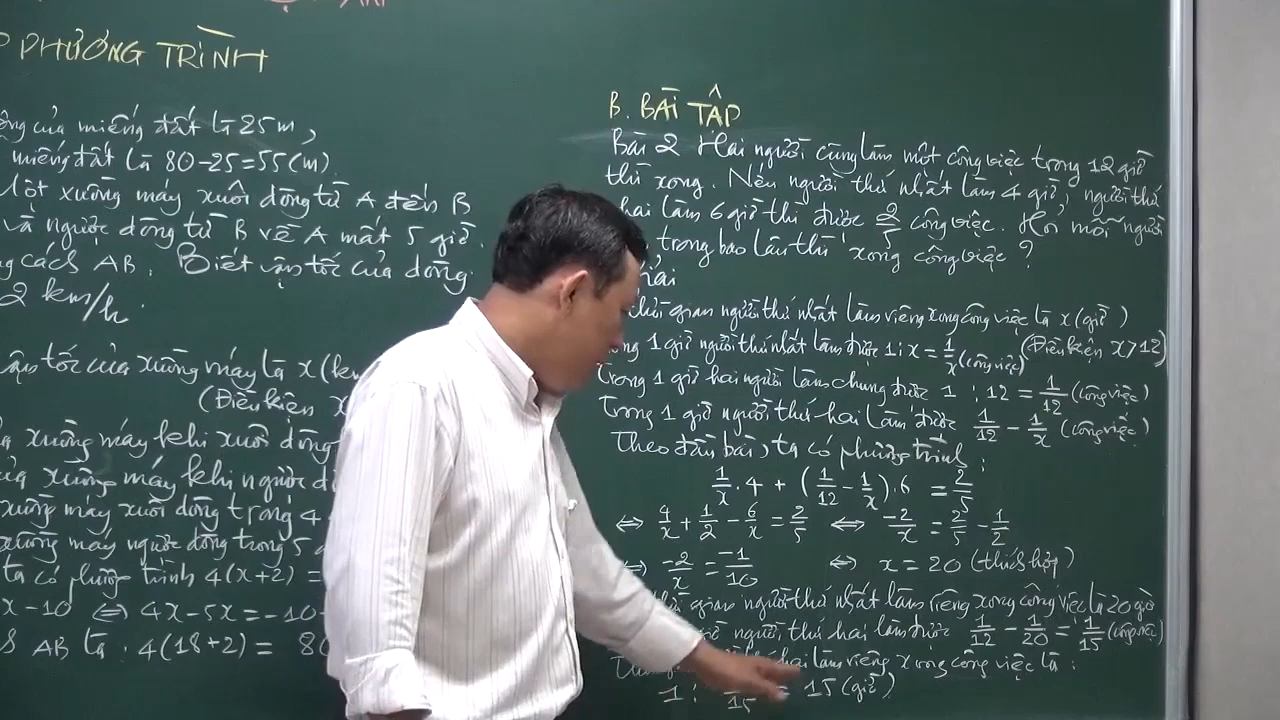 PHƯƠNG TRÌNH
của miếng đất là 25m,
miếng đất là 80-25=55(m).
Một xuồng máy xuôi dòng từ A đến B
và ngược dòng từ B về A mất 5 giờ.
cách AB. Biết vận tốc của dòng
2 km/h.
vận tốc của xuồng máy là x (km
(Điều kiện x
xuồng máy khi xuôi dòng
xuồng máy khi ngược
xuồng máy xuôi dòng trong 4
xuồng máy ngược dòng trong 5
ta có phương trình 4(x+2) =
x-10 ⇔ 4x-5x=-10
AB là: 4(18+2) = 80
B. BÀI TẬP
Bài 2 Hai người cùng làm một công việc trong 12 giờ
thì xong. Nếu người thứ nhất làm 4 giờ, người thứ
hai làm 6 giờ thì được 2/5 công việc. Hỏi mỗi người
trong bao lâu thì xong công việc?
thời gian người thứ nhất làm riêng xong công việc là x (giờ)
(Điều kiện x>12)
1 giờ người thứ nhất làm được 1:x = 1/x (công việc)
Trong 1 giờ hai người làm chung được 1:12 = 1/12 (công việc)
Trong 1 giờ người thứ hai làm được 1/12 - 1/x (công việc)
Theo đầu bài, ta có phương trình:
1/x.4 + (1/12 - 1/x).6 = 2/5
⇔ 4/x + 1/2 - 6/x = 2/5 ⇔ -2/x = 2/5 - 1/2
⇔ -2/x = -1/10 ⇔ x = 20 (thích hợp)
gian người thứ nhất làm riêng xong công việc là 20 giờ
giờ người thứ hai làm được 1/12 - 1/20 = 1/15 (công việc)
hai làm riêng xong công việc là:
1 : 15 = 15 (giờ)